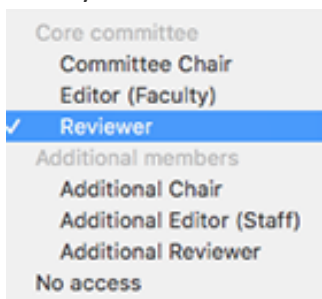 Core committee
Committee Chair
Editor (Faculty)
✓ Reviewer
Additional members
Additional Chair
Additional Editor (Staff)
Additional Reviewer
No access